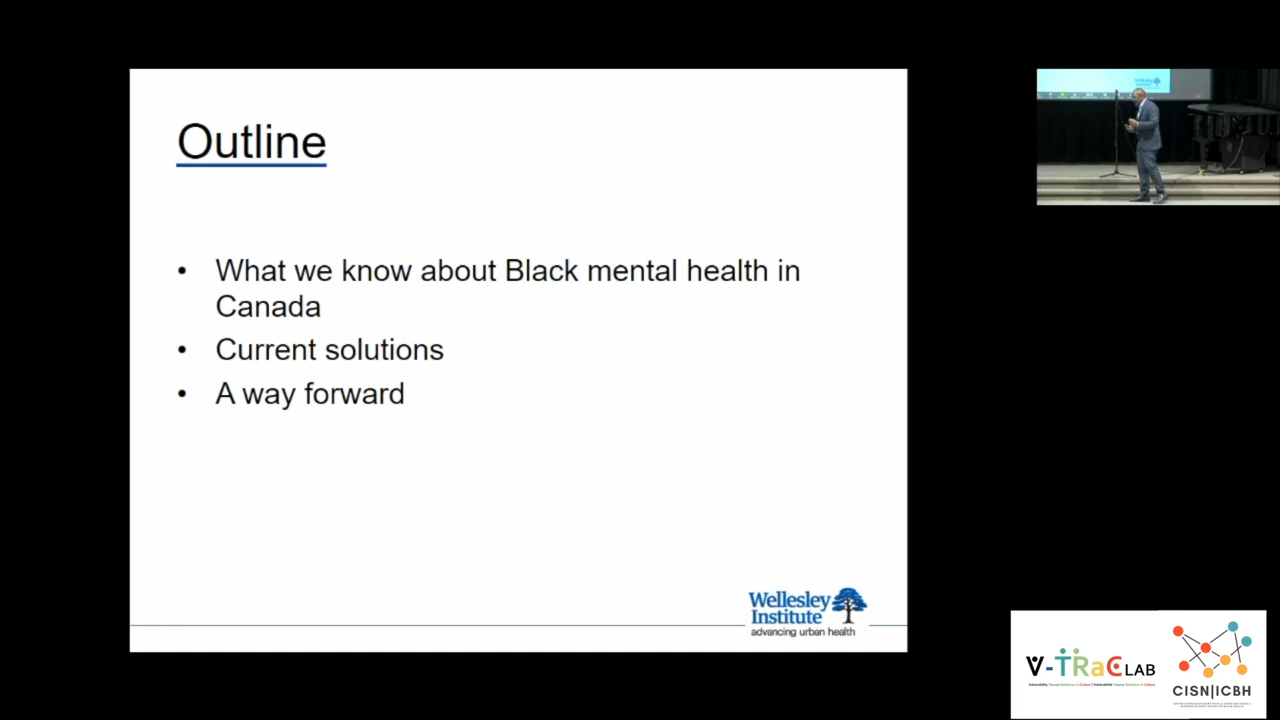 Outline
• What we know about Black mental health in
Canada
• Current solutions
• A way forward
Wellesley
Institute
advancing urban health
V-TRaC LAB
CISN|ICBH